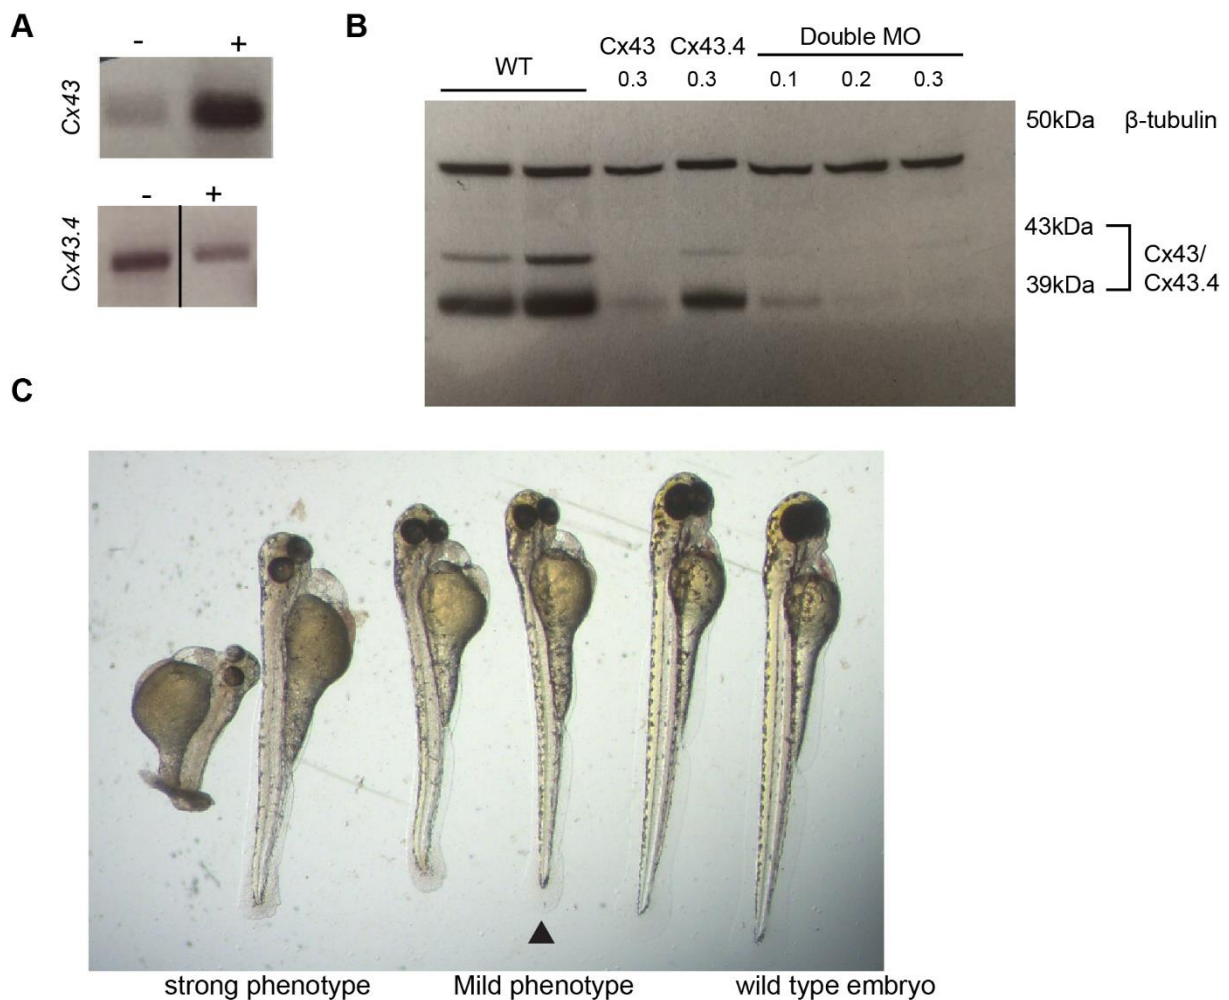 A
- +
Cx43
- +
Cx43.4
B
WT
Cx43
0.3
Cx43.4
0.3
Double MO
0.1 0.2 0.3
50kDa β-tubulin
43kDa
39kDa
Cx43/
Cx43.4
C
strong phenotype Mild phenotype wild type embryo